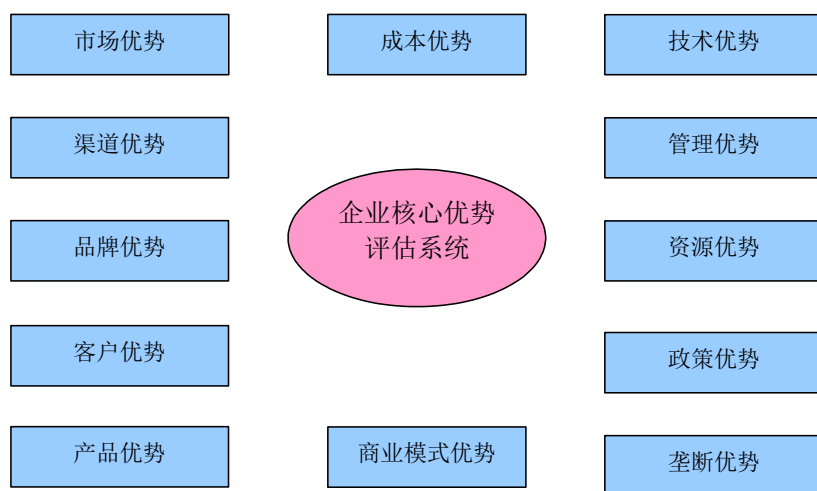 市场优势
成本优势
技术优势
渠道优势
管理优势
企业核心优势
评估系统
品牌优势
资源优势
客户优势
政策优势
产品优势
商业模式优势
垄断优势